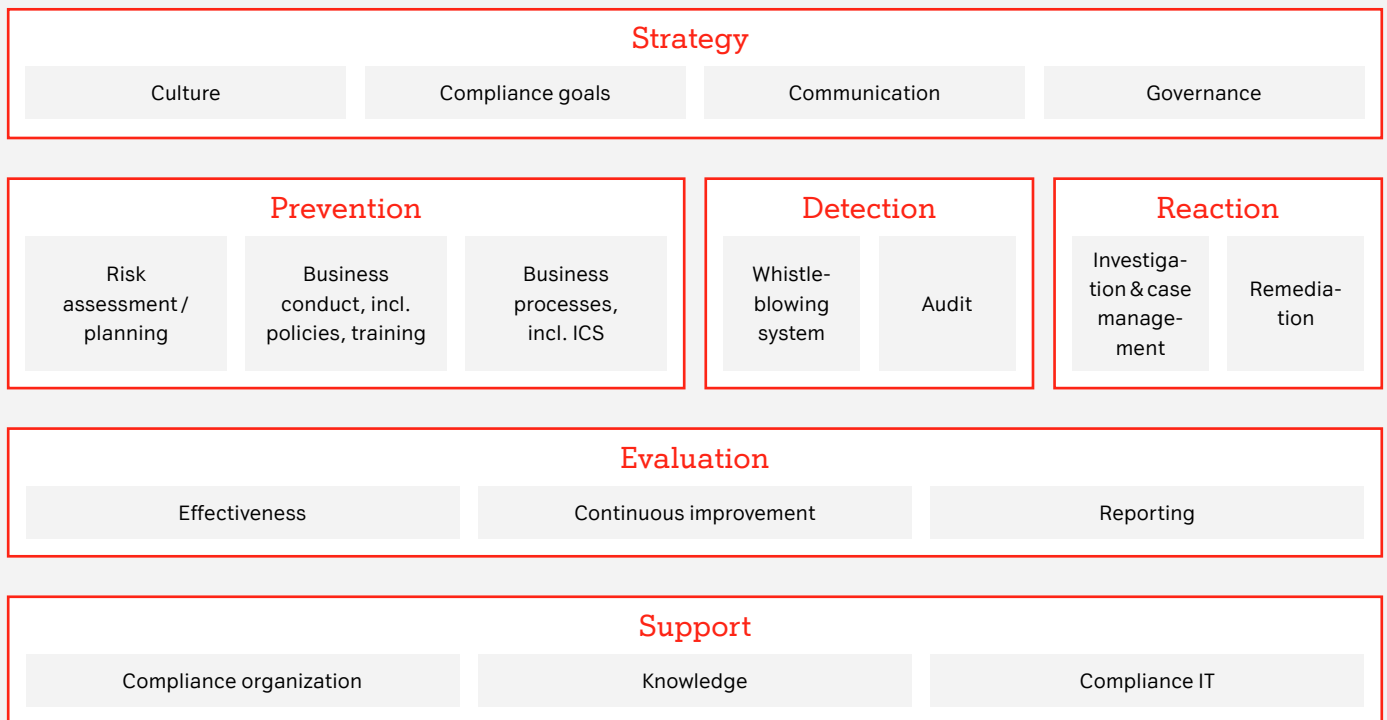 Strategy
Culture
Compliance goals
Communication
Governance
Prevention
Risk
assessment / 
planning
Business
conduct, incl.
policies, training
Business
processes,
incl. ICS
Detection
Whistle-
blowing
system
Audit
Reaction
Investiga-
tion & case
manage-
ment
Remedia-
tion
Evaluation
Effectiveness
Continuous improvement
Reporting
Support
Compliance organization
Knowledge
Compliance IT